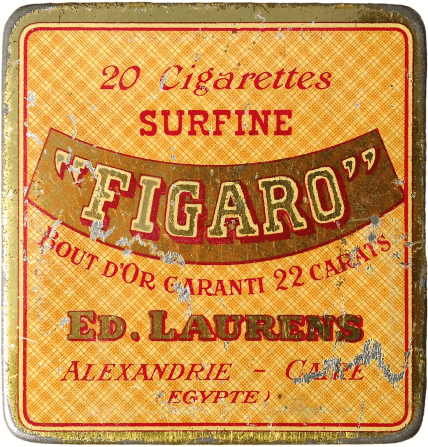 20 Cigarettes
SURFINE
"FIGARO"
BOUT D'OR GARANTI 22 CARATS
ED. LAURENS
ALEXANDRIE - CAIRE
(EGYPTE)